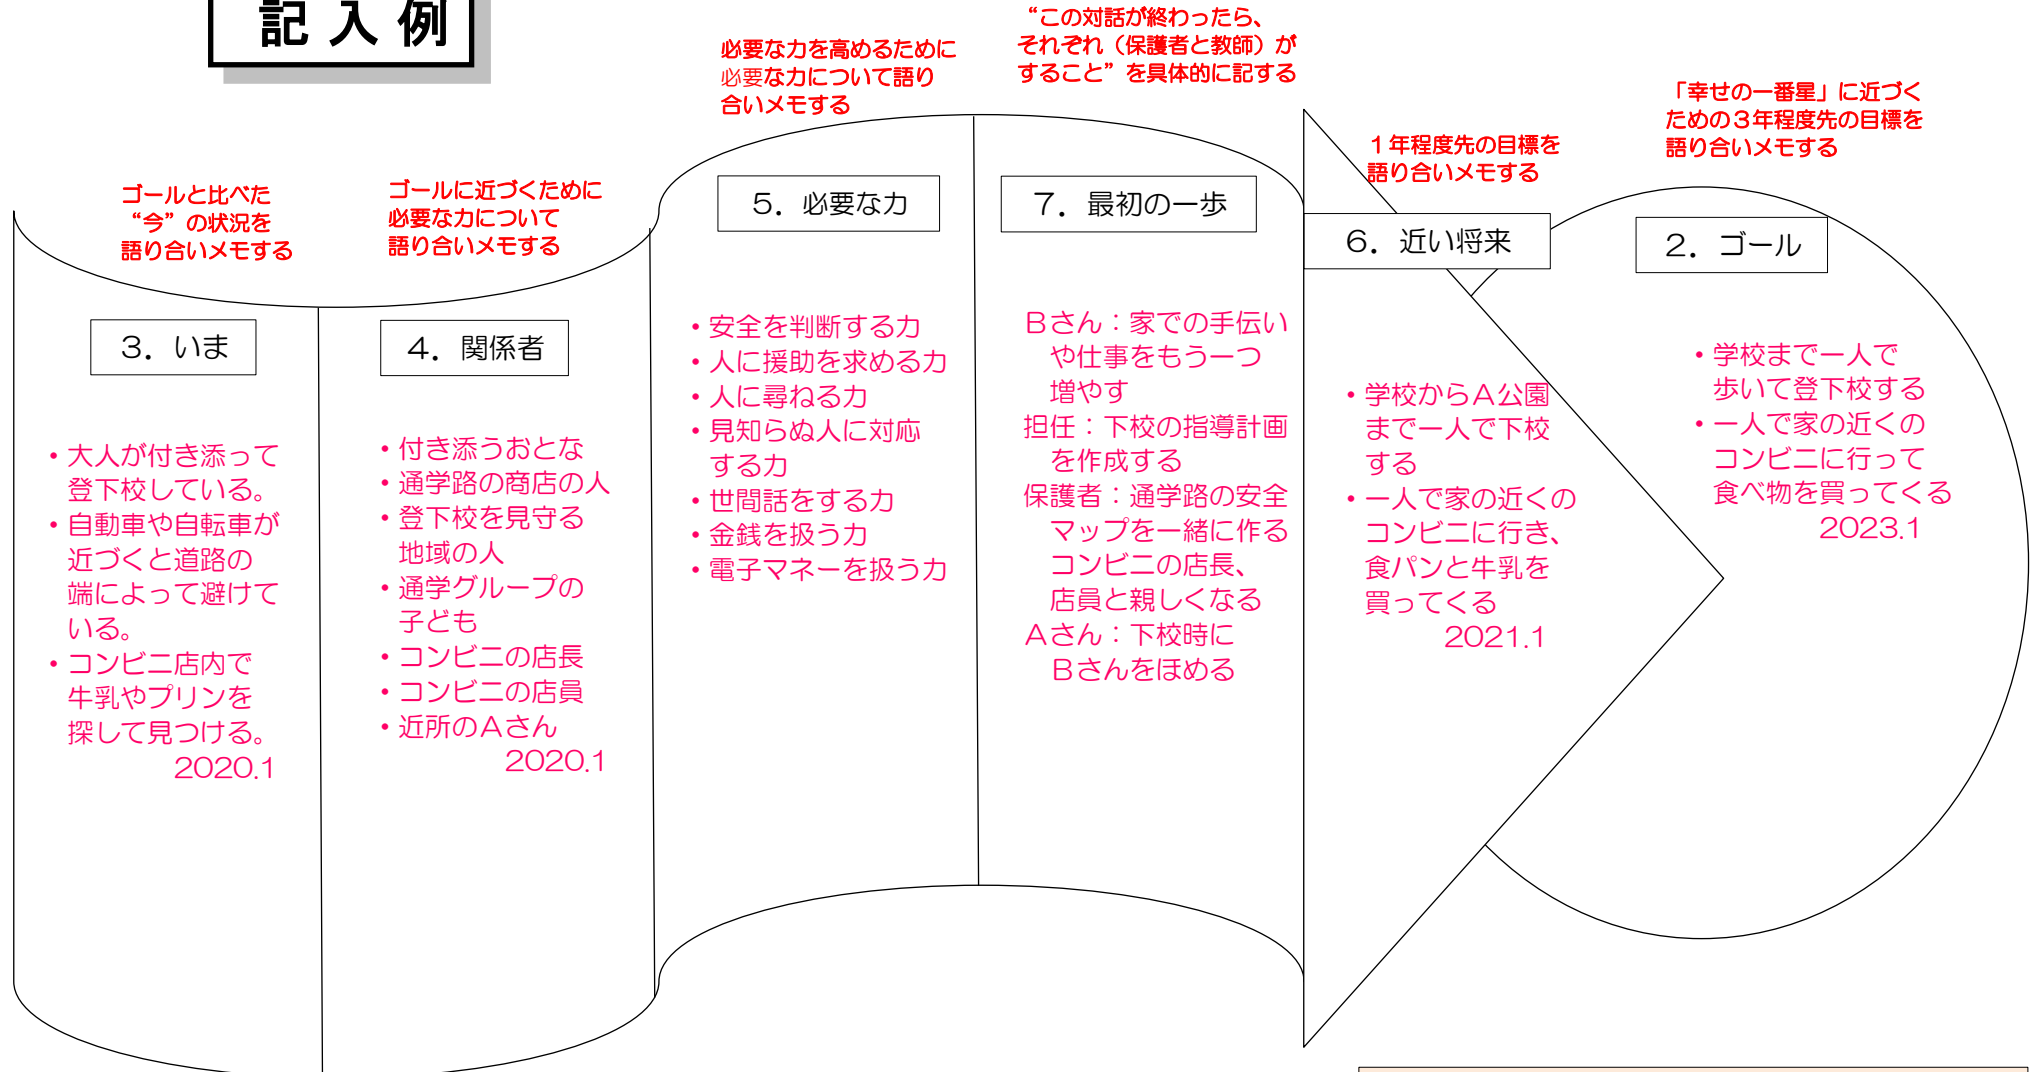 記入例
ゴールと比べた
“今”の状況を
語り合いメモする
3．いま
・大人が付き添って
登下校している。
・自動車や自転車が
近づくと道路の
端によって避けて
いる。
・コンビニ店内で
牛乳やプリンを
探して見つける。
2020.1
ゴールに近づくために
必要な力について
語り合いメモする
4．関係者
・付き添うおとな
・通学路の商店の人
・登下校を見守る
地域の人
・通学グループの
子ども
・コンビニの店長
・コンビニの店員
・近所のAさん
2020.1
必要な力を高めるために
必要な力について語り
合いメモする
5．必要な力
・安全を判断する力
・人に援助を求める力
・人に尋ねる力
・見知らぬ人に対応
する力
・世間話をする力
・金銭を扱う力
・電子マネーを扱う力
“この対話が終わったら、
それぞれ（保護者と教師）が
すること”を具体的に記する
7．最初の一歩
Bさん：家での手伝い
や仕事をもう一つ
増やす
担任：下校の指導計画
を作成する
保護者：通学路の安全
マップを一緒に作る
コンビニの店長、
店員と親しくなる
Aさん：下校時に
Bさんをほめる
１年程度先の目標を
語り合いメモする
6．近い将来
・学校からA公園
まで一人で下校
する
・一人で家の近くの
コンビニに行き、
食パンと牛乳を
買ってくる
2021.1
「幸せの一番星」に近づく
ための３年程度先の目標を
語り合いメモする
2．ゴール
・学校まで一人で
歩いて登下校する
・一人で家の近くの
コンビニに行って
食べ物を買ってくる
2023.1